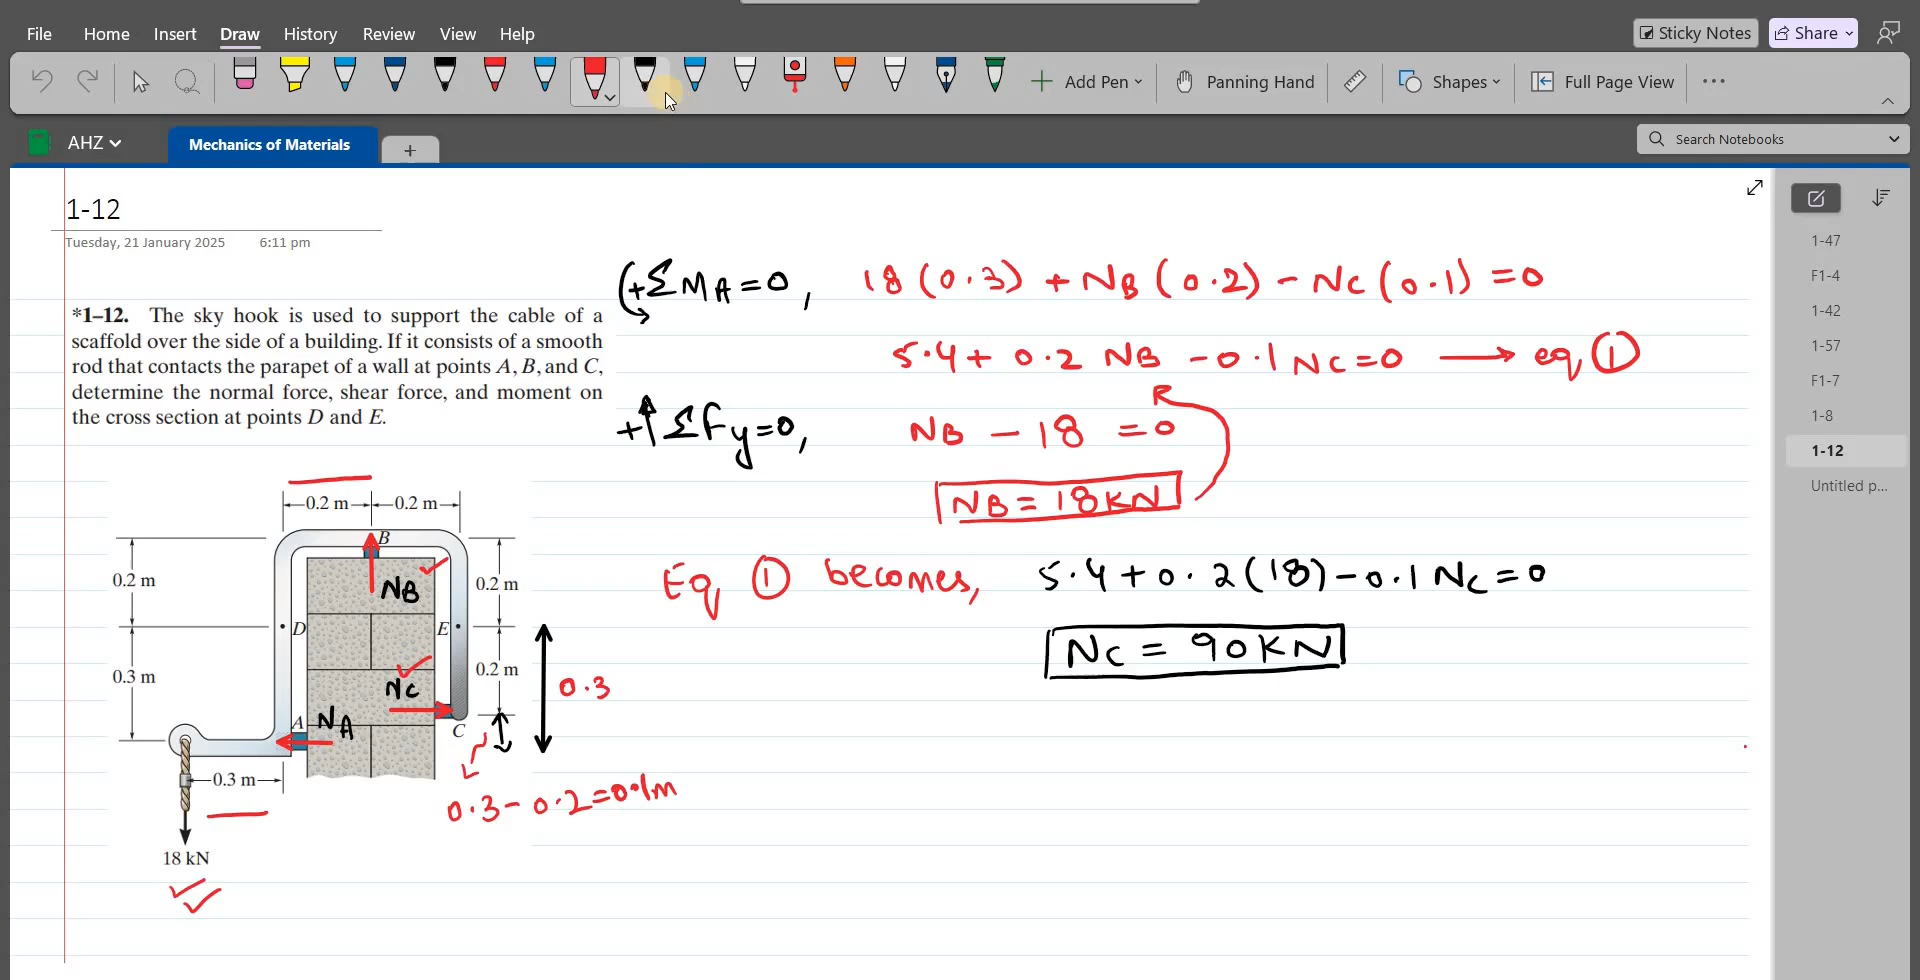 File Home Insert Draw History Review View Help
Sticky Notes Share
Add Pen Panning Hand Shapes Full Page View
AHZ Mechanics of Materials + Search Notebooks
1-12
Tuesday, 21 January 2025 6:11 pm
*1–12. The sky hook is used to support the cable of a
scaffold over the side of a building. If it consists of a smooth
rod that contacts the parapet of a wall at points A, B, and C,
determine the normal force, shear force, and moment on
the cross section at points D and E.
0.2 m 0.2 m
B
0.2 m
NB
0.2 m
D
E
0.3 m
NC
0.2 m
0.3
A
NA
C
0.3 m
0.3-0.2=0.1m
18 kN
(+ΣMA=0, 18(0.3)+NB(0.2)-NC(0.1)=0
5.4+0.2 NB -0.1NC=0 → eq ①
+↑ΣFy=0, NB - 18 = 0
NB = 18KN
Eq ① becomes, 5.4+0.2(18)-0.1NC=0
NC = 90KN
1-47
F1-4
1-42
1-57
F1-7
1-8
1-12
Untitled p...